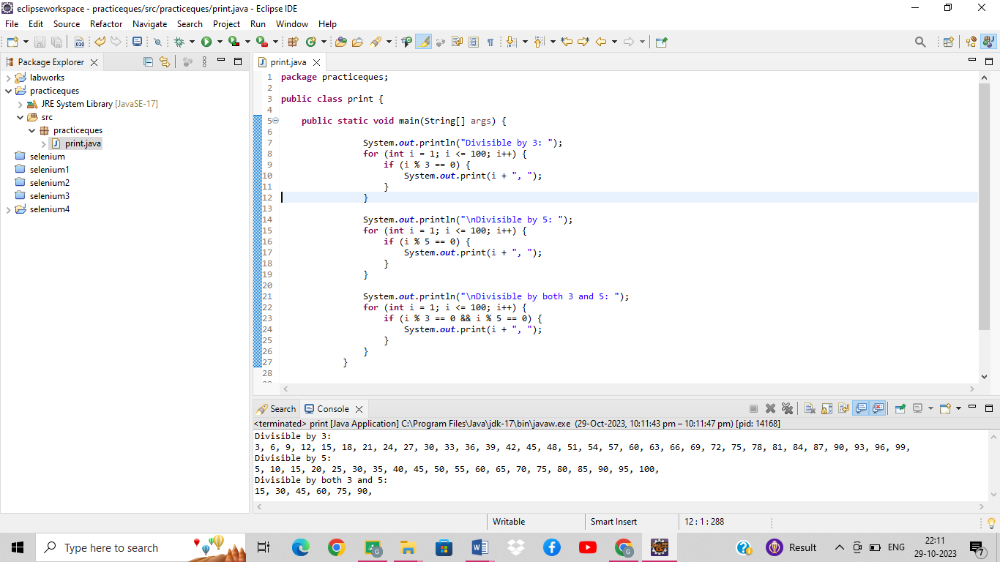 eclipseworkspace - practiceques/src/practiceques/print.java - Eclipse IDE
File Edit Source Refactor Navigate Search Project Run Window Help
Package Explorer
labworks
practiceques
JRE System Library [JavaSE-17]
src
practiceques
print.java
selenium
selenium1
selenium2
selenium3
selenium4
print.java
1 package practiceques;
2
3 public class print {
4
5 public static void main(String[] args) {
6
7 System.out.println("Divisible by 3: ");
8 for (int i = 1; i <= 100; i++) {
9 if (i % 3 == 0) {
10 System.out.print(i + ", ");
11 }
12 }
13
14 System.out.println("\nDivisible by 5: ");
15 for (int i = 1; i <= 100; i++) {
16 if (i % 5 == 0) {
17 System.out.print(i + ", ");
18 }
19 }
20
21 System.out.println("\nDivisible by both 3 and 5: ");
22 for (int i = 1; i <= 100; i++) {
23 if (i % 3 == 0 && i % 5 == 0) {
24 System.out.print(i + ", ");
25 }
26 }
27 }
28
Search Console
<terminated> print [Java Application] C:\Program Files\Java\jdk-17\bin\javaw.exe (29-Oct-2023, 10:11:43 pm – 10:11:47 pm) [pid: 14168]
Divisible by 3:
3, 6, 9, 12, 15, 18, 21, 24, 27, 30, 33, 36, 39, 42, 45, 48, 51, 54, 57, 60, 63, 66, 69, 72, 75, 78, 81, 84, 87, 90, 93, 96, 99,
Divisible by 5:
5, 10, 15, 20, 25, 30, 35, 40, 45, 50, 55, 60, 65, 70, 75, 80, 85, 90, 95, 100,
Divisible by both 3 and 5:
15, 30, 45, 60, 75, 90,
Writable Smart Insert 12 : 1 : 288
Type here to search
Result
ENG
22:11
29-10-2023
7